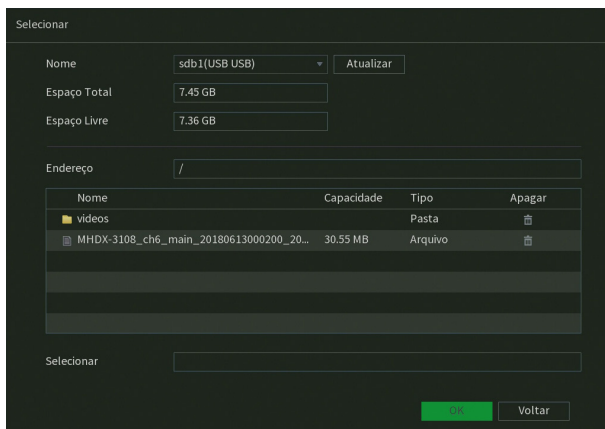 Selecionar
Nome sdb1(USB USB) Atualizar
Espaço Total 7.45 GB
Espaço Livre 7.36 GB
Endereço /
Nome Capacidade Tipo Apagar
videos Pasta
MHDX-3108_ch6_main_20180613000200_20... 30.55 MB Arquivo
Selecionar
OK Voltar